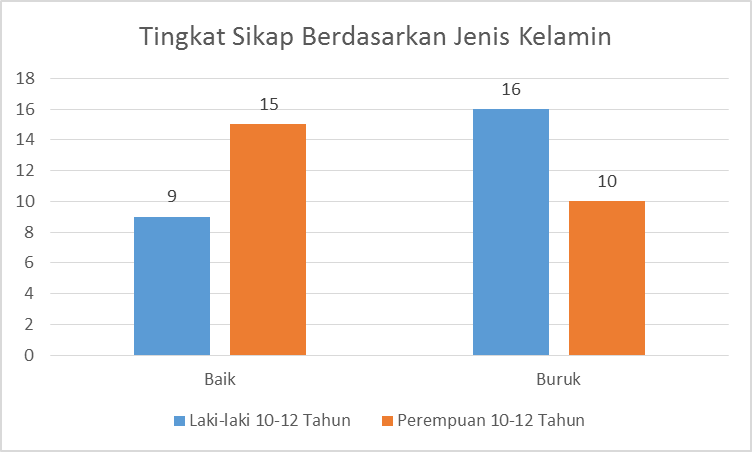 Tingkat Sikap Berdasarkan Jenis Kelamin
18
16
14
12
10
8
6
4
2
0
9
15
16
10
Baik
Buruk
Laki-laki 10-12 Tahun
Perempuan 10-12 Tahun